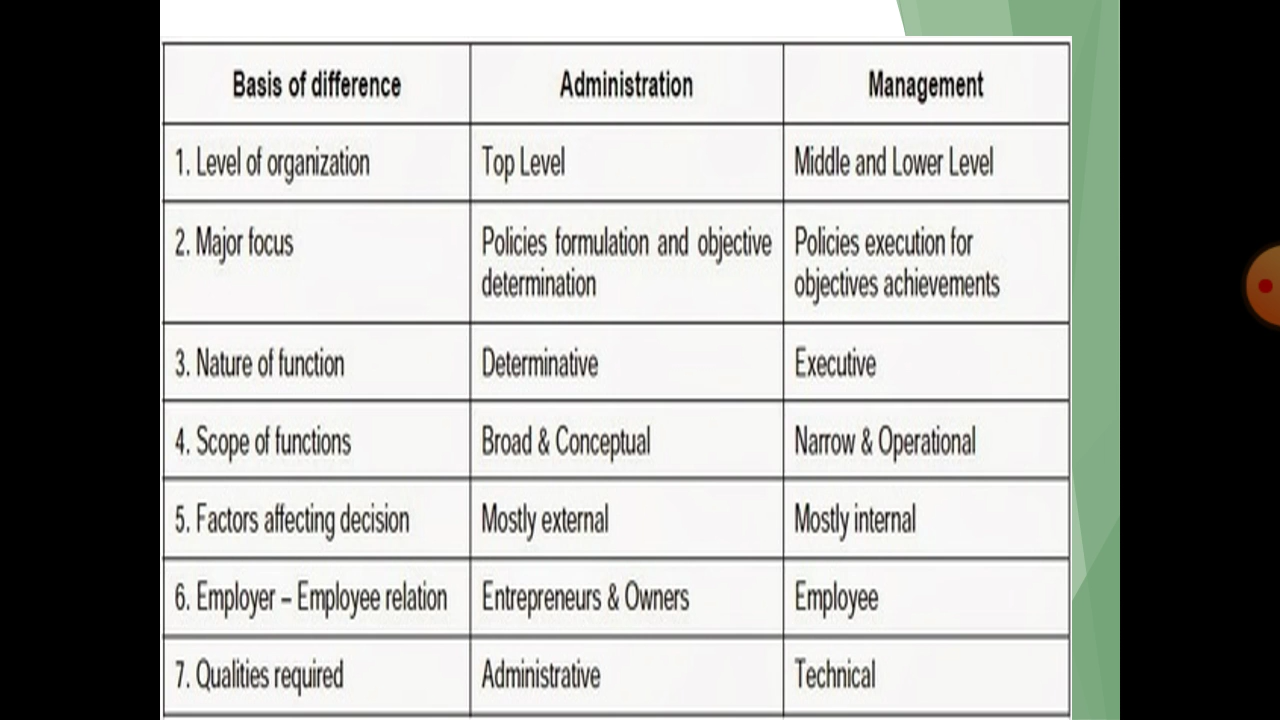 Basis of difference Administration Management
1. Level of organization Top Level Middle and Lower Level
2. Major focus Policies formulation and objective Policies execution for
determination objectives achievements
3. Nature of function Determinative Executive
4. Scope of functions Broad & Conceptual Narrow & Operational
5. Factors affecting decision Mostly external Mostly internal
6. Employer – Employee relation Entrepreneurs & Owners Employee
7. Qualities required Administrative Technical